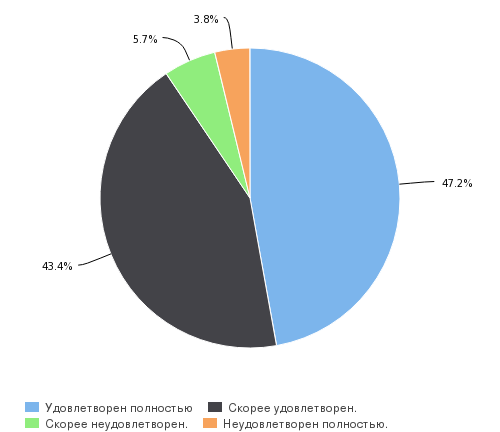 3.8%
5.7%
47.2%
43.4%
Удовлетворен полностью Скорее удовлетворен.
Скорее неудовлетворен. Неудовлетворен полностью.